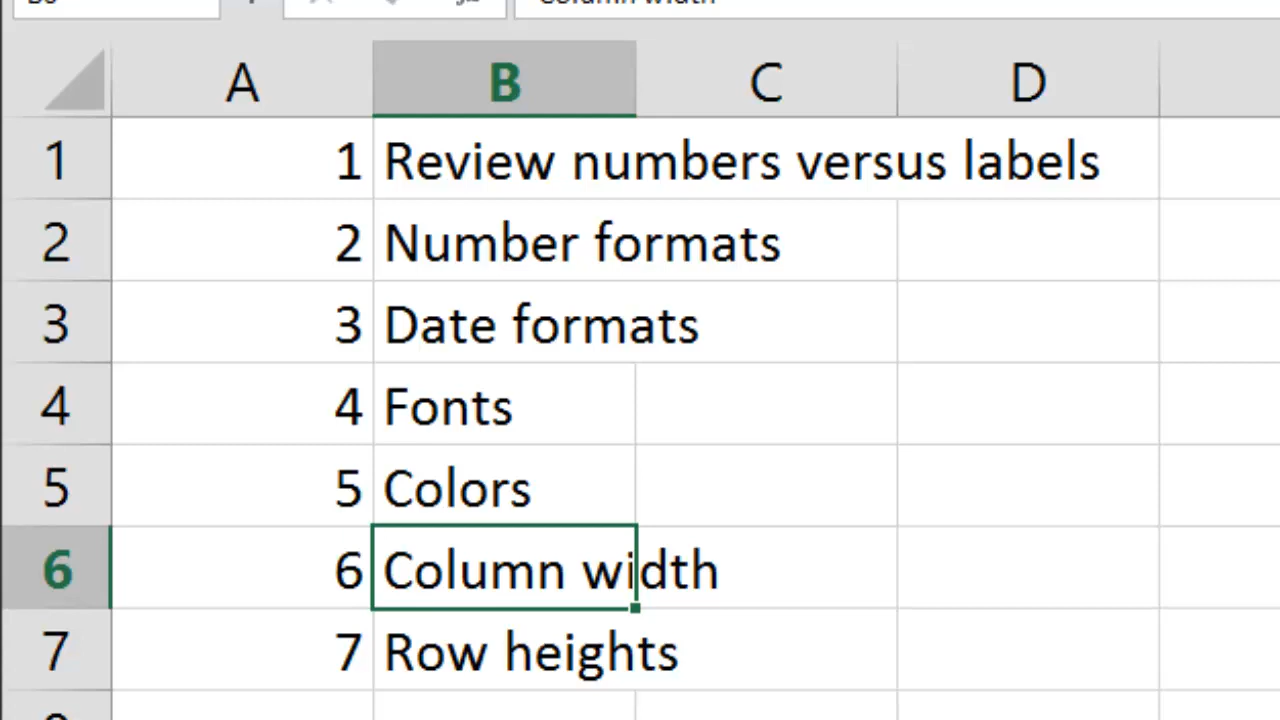 Column width
A B C D
1 1 Review numbers versus labels
2 2 Number formats
3 3 Date formats
4 4 Fonts
5 5 Colors
6 6 Column width
7 7 Row heights